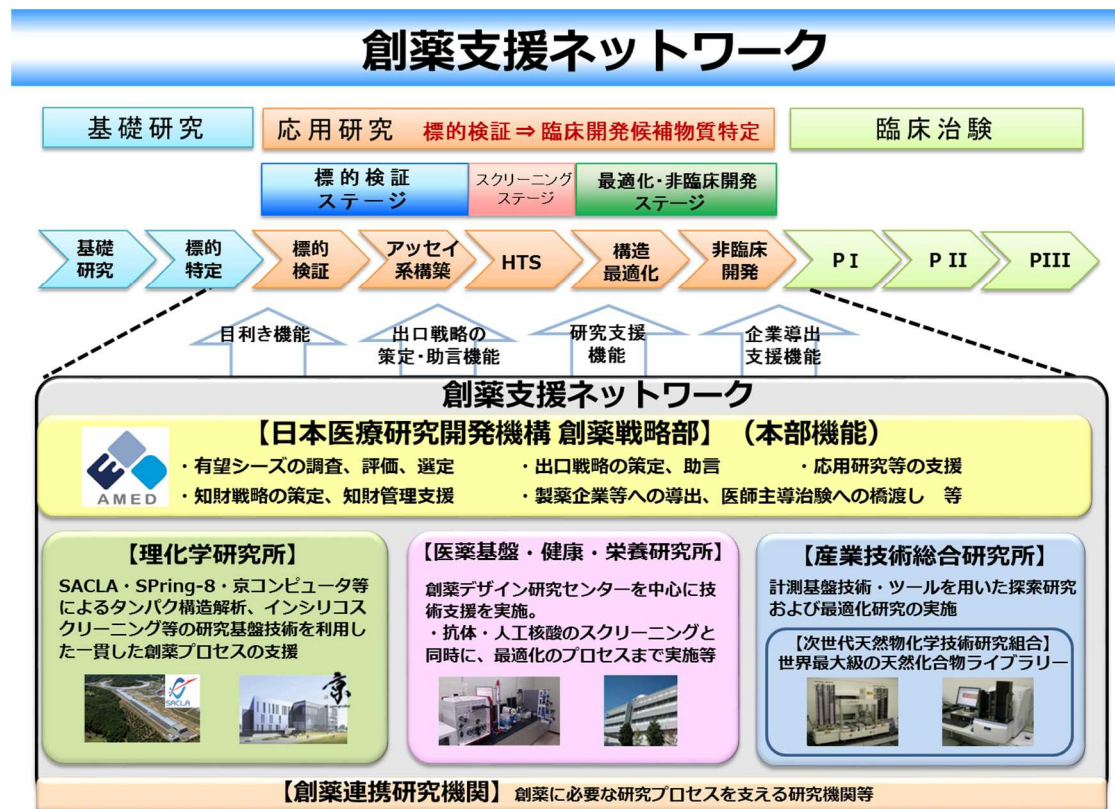 創薬支援ネットワーク
基礎研究
応用研究 標的検証⇒臨床開発候補物質特定
臨床治験
標的検証
ステージ
スクリーニング
ステージ
最適化・非臨床開発
ステージ
基礎
研究
標的
特定
標的
検証
アッセイ
系構築
HTS
構造
最適化
非臨床
開発
PⅠ
PⅡ
PⅢ
目利き機能
出口戦略の
策定・助言機能
研究支援
機能
企業導出
支援機能
創薬支援ネットワーク
【日本医療研究開発機構 創薬戦略部】（本部機能）
AMED
・有望シーズの調査、評価、選定 ・出口戦略の策定、助言 ・応用研究等の支援
・知財戦略の策定、知財管理支援 ・製薬企業等への導出、医師主導治験への橋渡し 等
【理化学研究所】
SACLA・SPring-8・京コンピュータ等
によるタンパク構造解析、インシリコス
クリーニング等の研究基盤技術を利用し
た一貫した創薬プロセスの支援
SACLA
京
【医薬基盤・健康・栄養研究所】
創薬デザイン研究センターを中心に技
術支援を実施。
・抗体・人工核酸のスクリーニングと
同時に、最適化のプロセスまで実施等
【産業技術総合研究所】
計測基盤技術・ツールを用いた探索研究
および最適化研究の実施
【次世代天然物化学技術研究組合】
世界最大級の天然化合物ライブラリー
【創薬連携研究機関】創薬に必要な研究プロセスを支える研究機関等